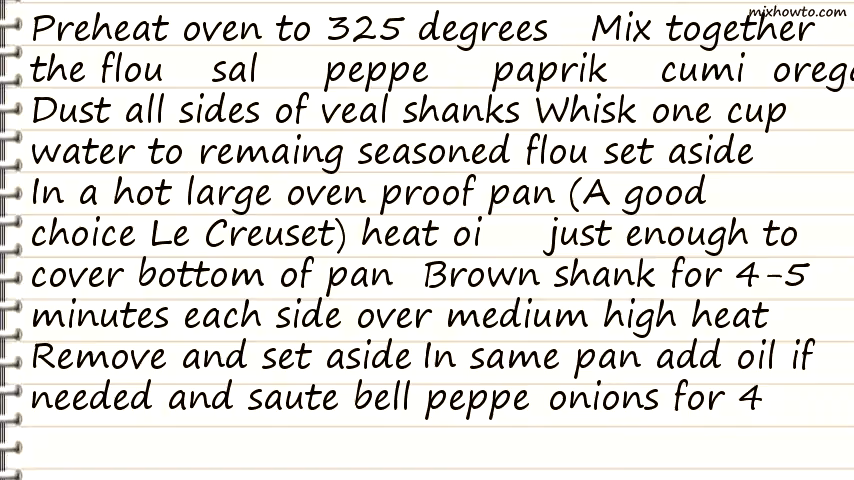 mixhowto.com
Preheat oven to 325 degrees Mix together
the flou sal peppe paprik cumi orega
Dust all sides of veal shanks Whisk one cup
water to remaing seasoned flou set aside
In a hot large oven proof pan (A good
choice Le Creuset) heat oi just enough to
cover bottom of pan Brown shank for 4-5
minutes each side over medium high heat
Remove and set aside In same pan add oil if
needed and saute bell peppe onions for 4